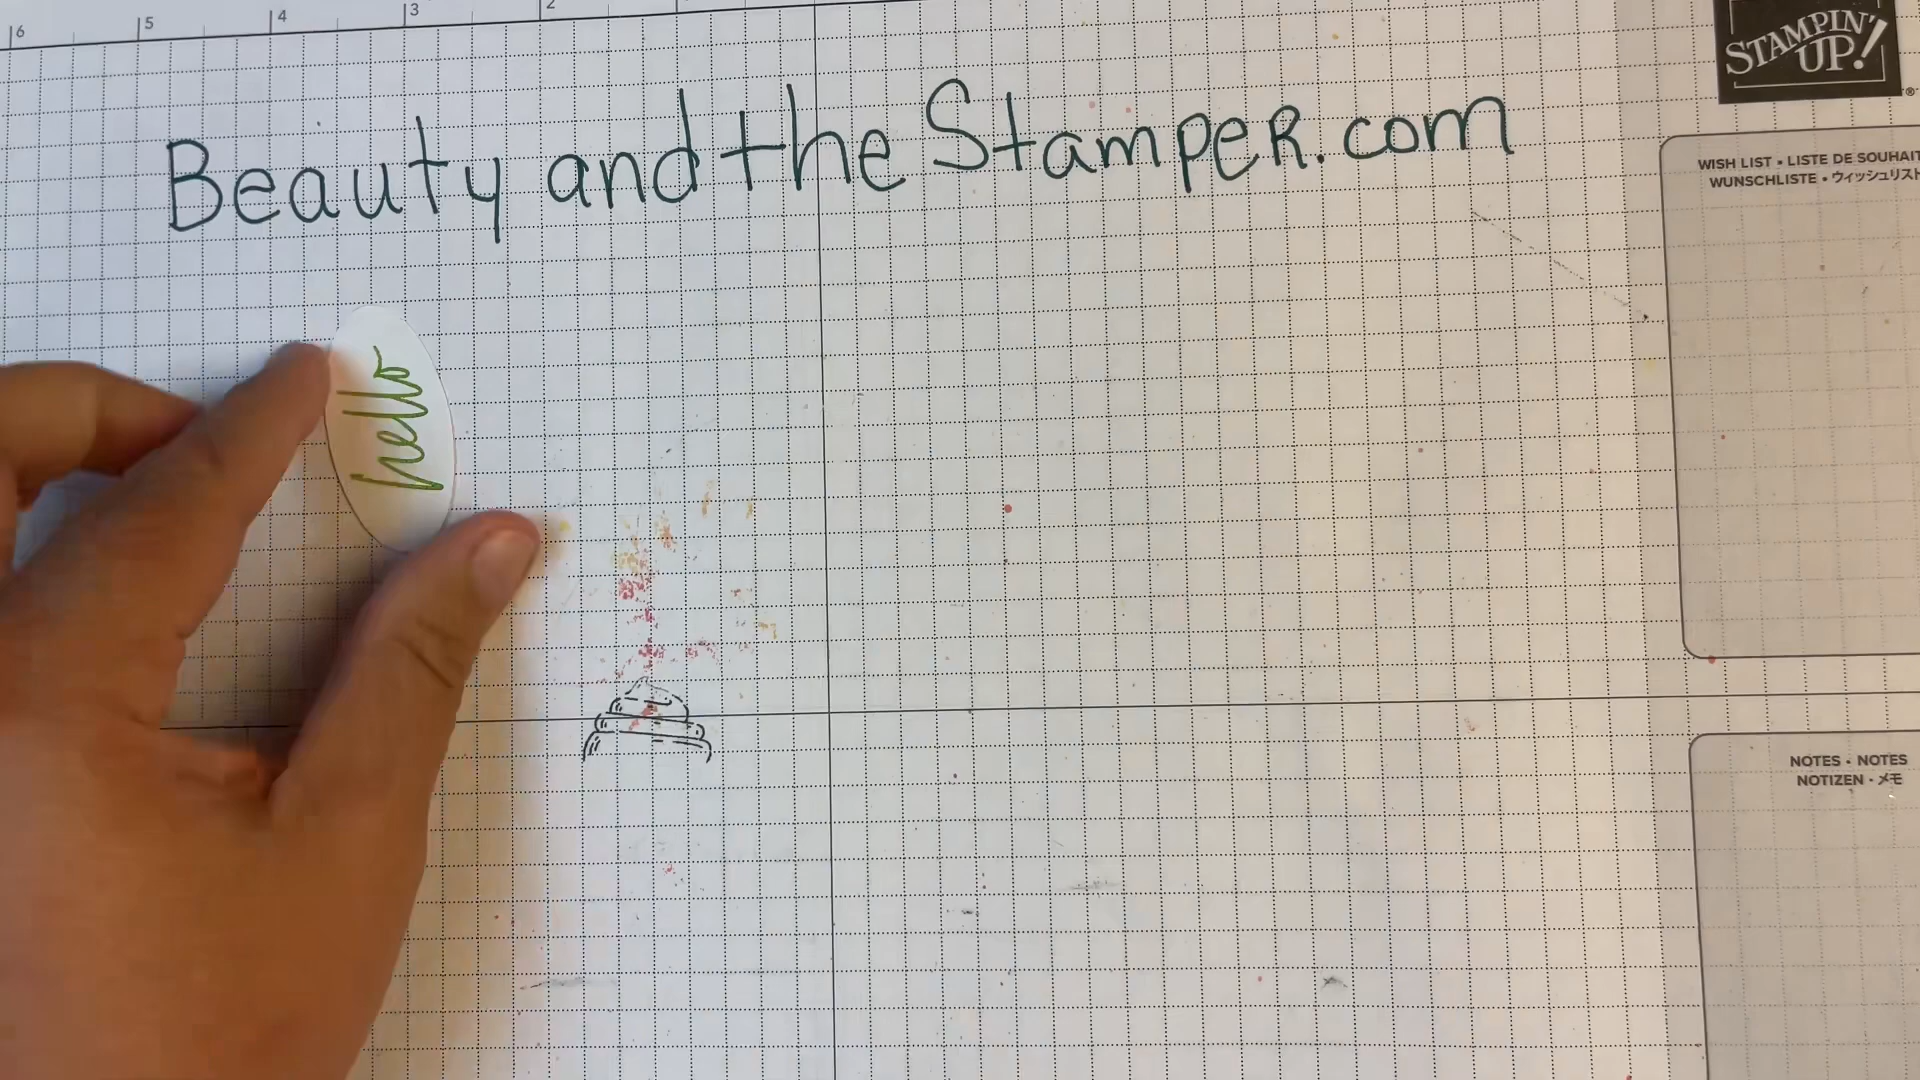 6 5 4 3 2
STAMPIN' UP!®
Beauty and the Stamper.com
WISH LIST • LISTE DE SOUHAIT
WUNSCHLISTE • ウィッシュリスト
hello
NOTES • NOTES
NOTIZEN • メモ